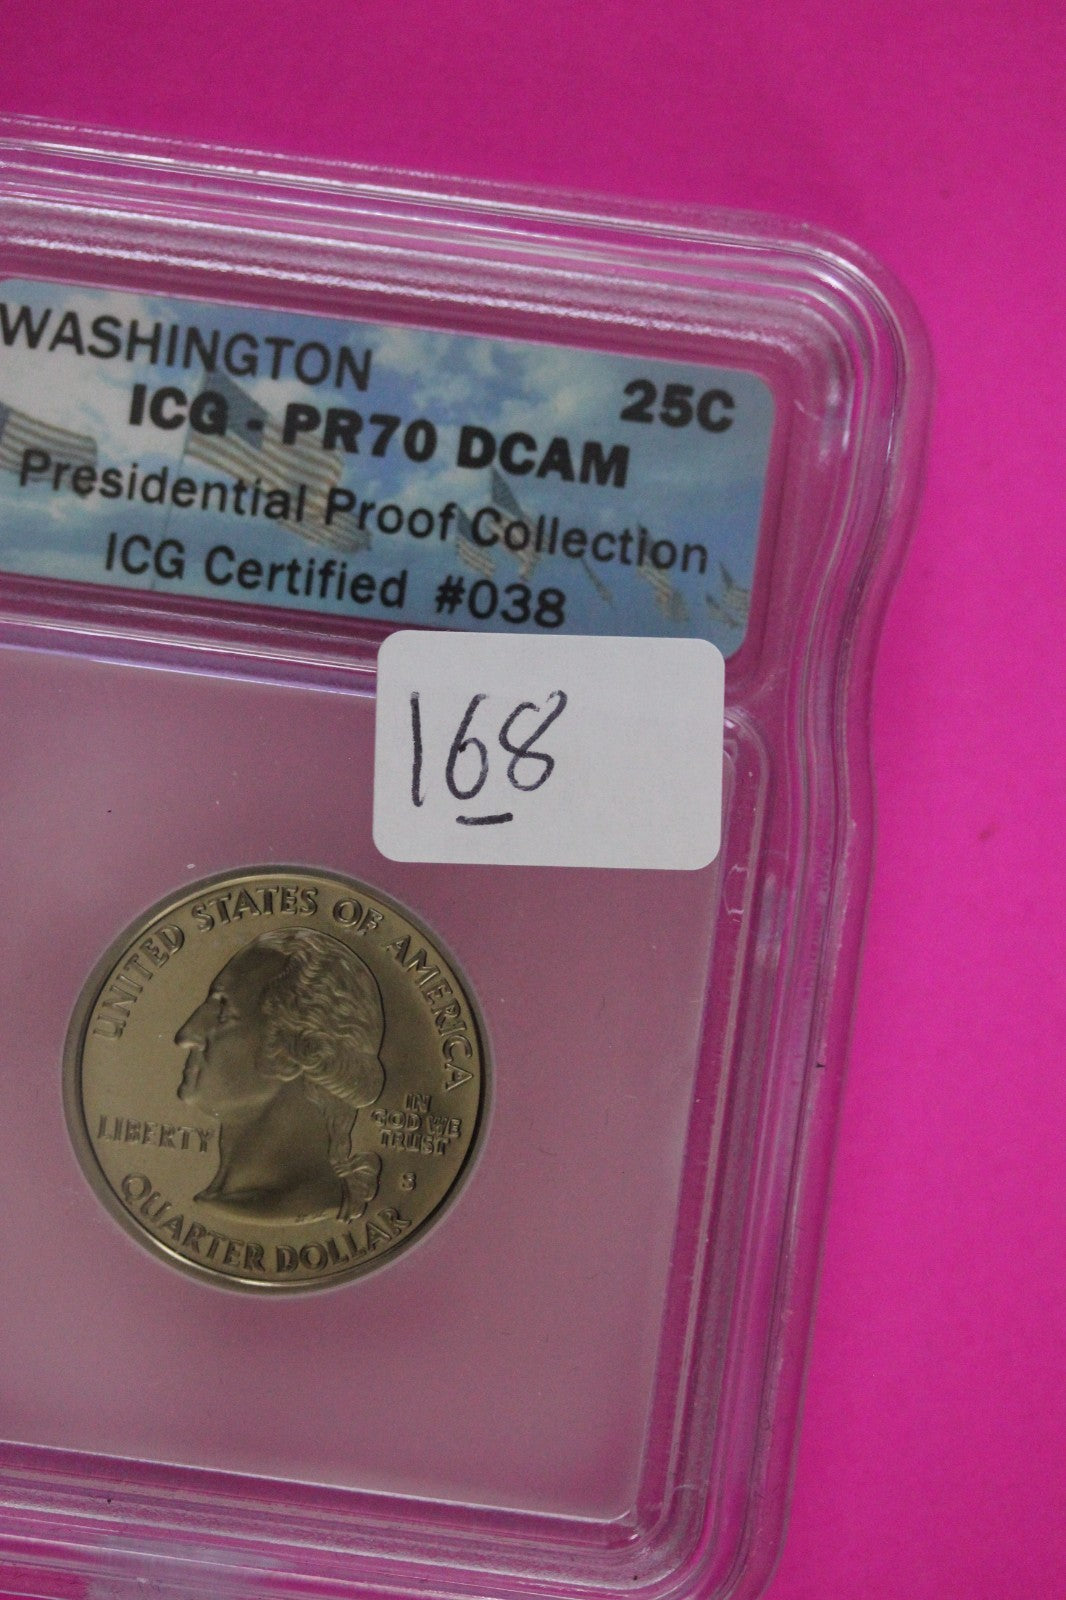 WASHINGTON 25C
ICG - PR70 DCAM
Presidential Proof Collection
ICG Certified #038
168
UNITED STATES OF AMERICA
LIBERTY
IN
GOD WE
TRUST
S
QUARTER DOLLAR